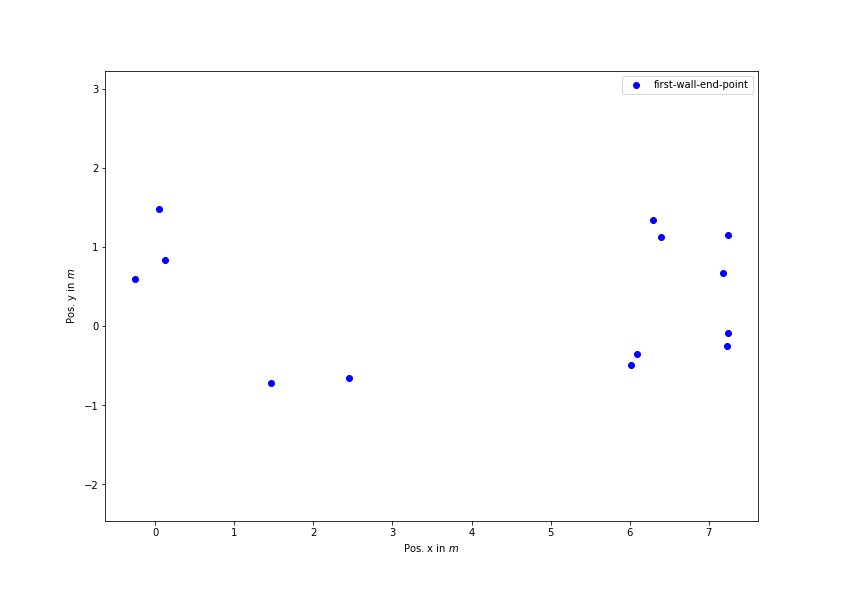 first-wall-end-point
3
2
1
0
−1
−2
Pos. y in m
0 1 2 3 4 5 6 7
Pos. x in m